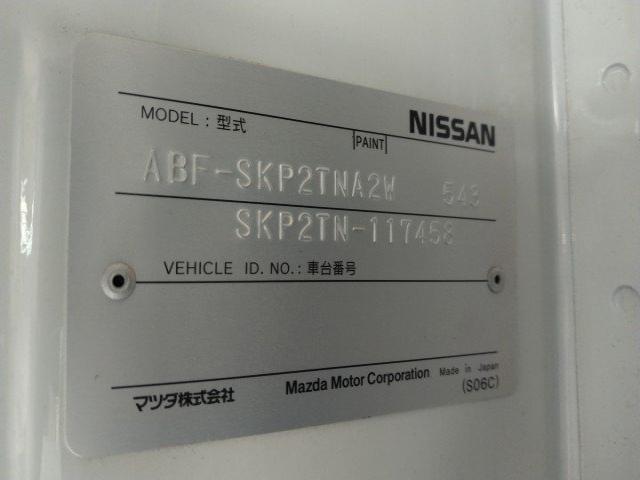 MODEL : 型式
NISSAN
PAINT
ABF-SKP2TNA2W 543
SKP2TN-117458
VEHICLE ID. NO. : 車台番号
マツダ株式会社 Mazda Motor Corporation Made in Japan
(S06C)